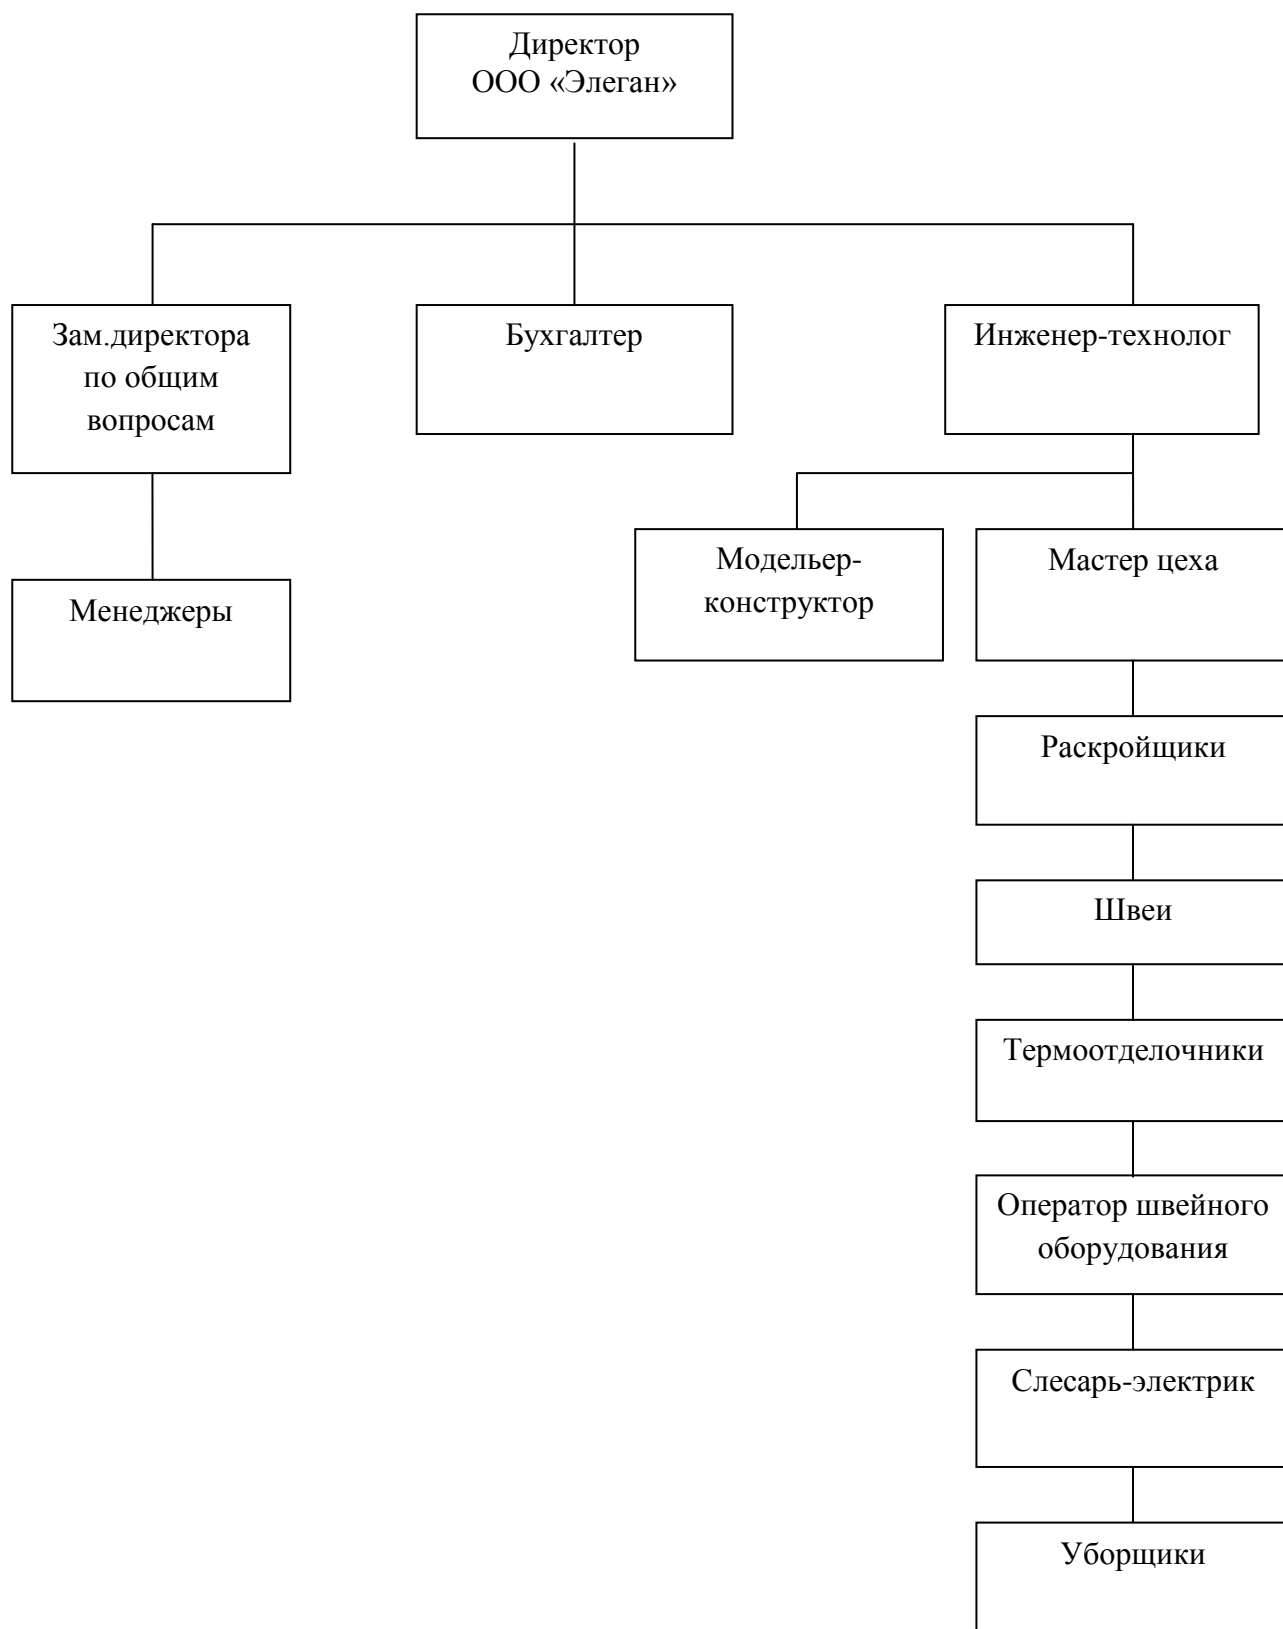 Директор
ООО «Элеган»
Зам.директора
по общим
вопросам
Бухгалтер
Инженер-технолог
Менеджеры
Модельер-
конструктор
Мастер цеха
Раскройщики
Швеи
Термоотделочники
Оператор швейного
оборудования
Слесарь-электрик
Уборщики